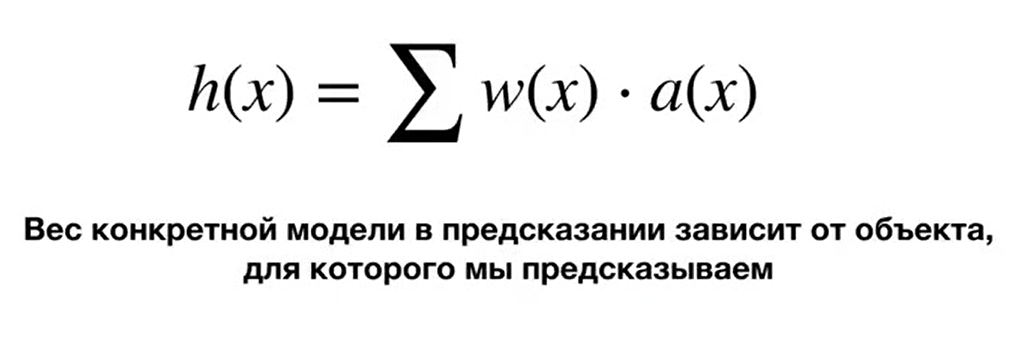 h(x) = ∑ w(x) · a(x)
Вес конкретной модели в предсказании зависит от объекта,
для которого мы предсказываем